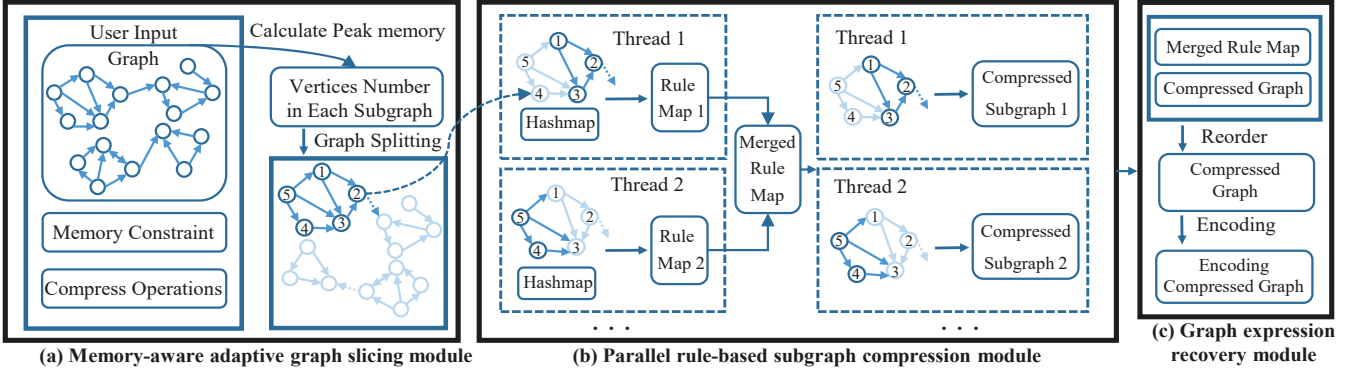 User Input
Graph
Memory Constraint
Compress Operations
Calculate Peak memory
Vertices Number
in Each Subgraph
Graph Splitting
1
2
3
4
5
(a) Memory-aware adaptive graph slicing module
Thread 1
1
2
3
4
5
Hashmap
Rule
Map 1
Thread 2
1
2
3
4
5
Hashmap
Rule
Map 2
. . .
Merged
Rule
Map
Thread 1
1
2
3
4
5
Compressed
Subgraph 1
Thread 2
1
2
3
4
5
Compressed
Subgraph 2
. . .
(b) Parallel rule-based subgraph compression module
Merged Rule Map
Compressed Graph
Reorder
Compressed
Graph
Encoding
Encoding
Compressed Graph
(c) Graph expression
recovery module